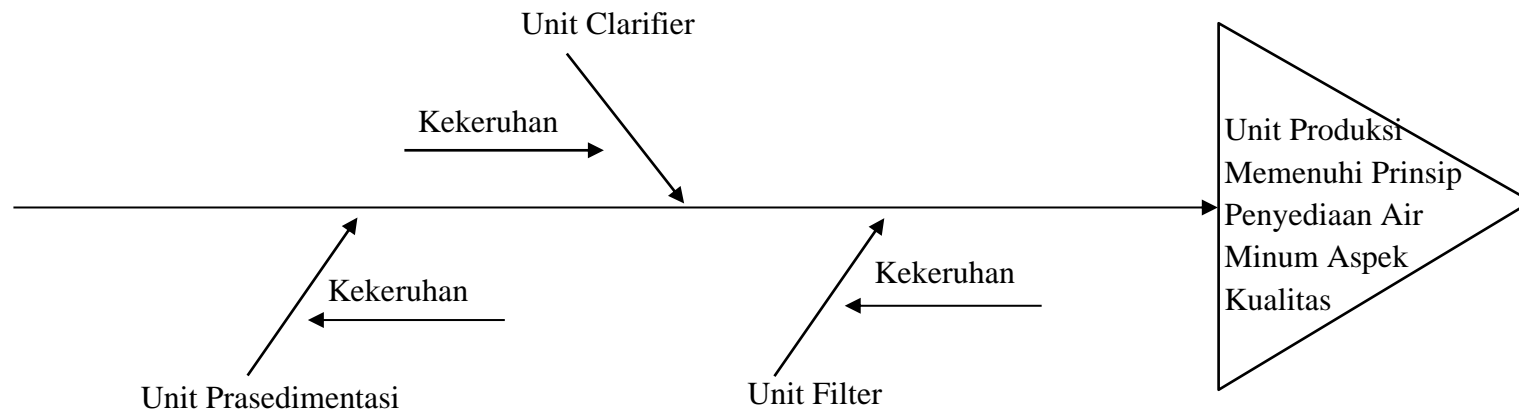 Unit Clarifier
Kekeruhan
Unit Produksi
Memenuhi Prinsip
Penyediaan Air
Minum Aspek
Kualitas
Kekeruhan
Kekeruhan
Unit Prasedimentasi
Unit Filter